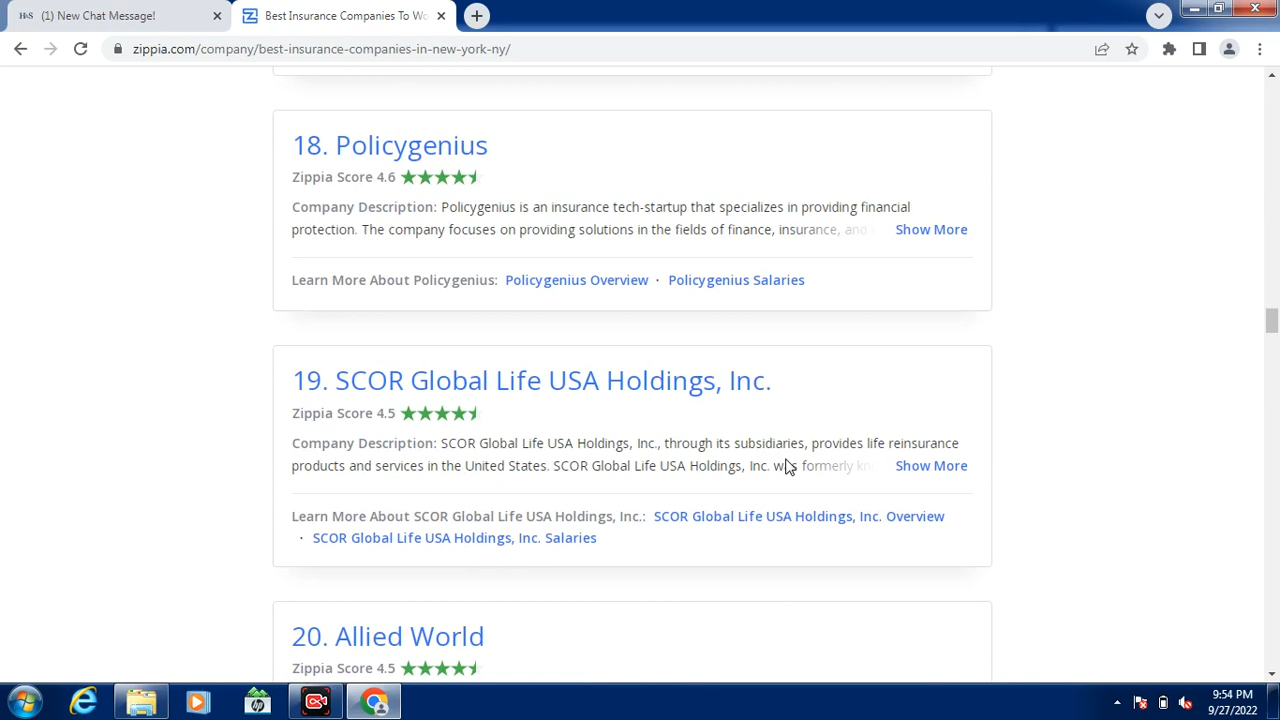 H&S (1) New Chat Message!
Best Insurance Companies To Wo
zippia.com/company/best-insurance-companies-in-new-york-ny/
18. Policygenius
Zippia Score 4.6
Company Description: Policygenius is an insurance tech-startup that specializes in providing financial
protection. The company focuses on providing solutions in the fields of finance, insurance, and Show More
Learn More About Policygenius: Policygenius Overview · Policygenius Salaries
19. SCOR Global Life USA Holdings, Inc.
Zippia Score 4.5
Company Description: SCOR Global Life USA Holdings, Inc., through its subsidiaries, provides life reinsurance
products and services in the United States. SCOR Global Life USA Holdings, Inc. was formerly kn Show More
Learn More About SCOR Global Life USA Holdings, Inc.: SCOR Global Life USA Holdings, Inc. Overview
· SCOR Global Life USA Holdings, Inc. Salaries
20. Allied World
Zippia Score 4.5
hp
9:54 PM
9/27/2022